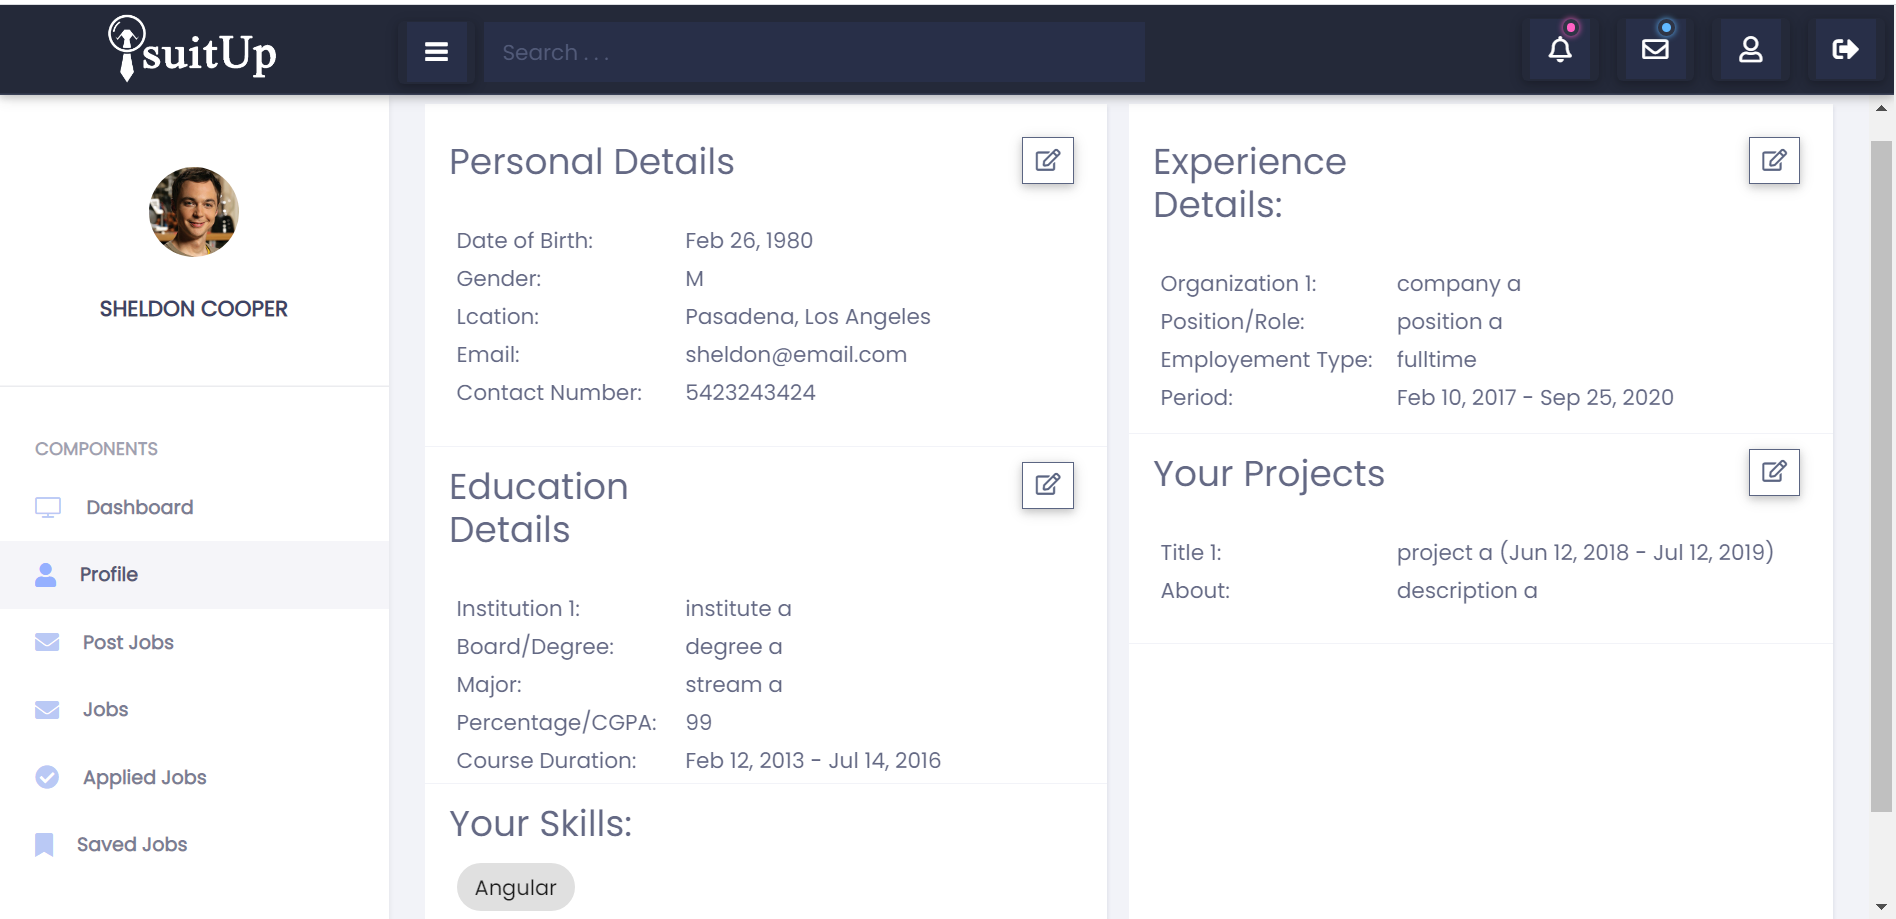 suitUp
Search . . .
SHELDON COOPER
COMPONENTS
Dashboard
Profile
Post Jobs
Jobs
Applied Jobs
Saved Jobs
Personal Details
Date of Birth: Feb 26, 1980
Gender: M
Lcation: Pasadena, Los Angeles
Email: sheldon@email.com
Contact Number: 5423243424
Education
Details
Institution 1: institute a
Board/Degree: degree a
Major: stream a
Percentage/CGPA: 99
Course Duration: Feb 12, 2013 - Jul 14, 2016
Your Skills:
Angular
Experience
Details:
Organization 1: company a
Position/Role: position a
Employement Type: fulltime
Period: Feb 10, 2017 - Sep 25, 2020
Your Projects
Title 1: project a (Jun 12, 2018 - Jul 12, 2019)
About: description a